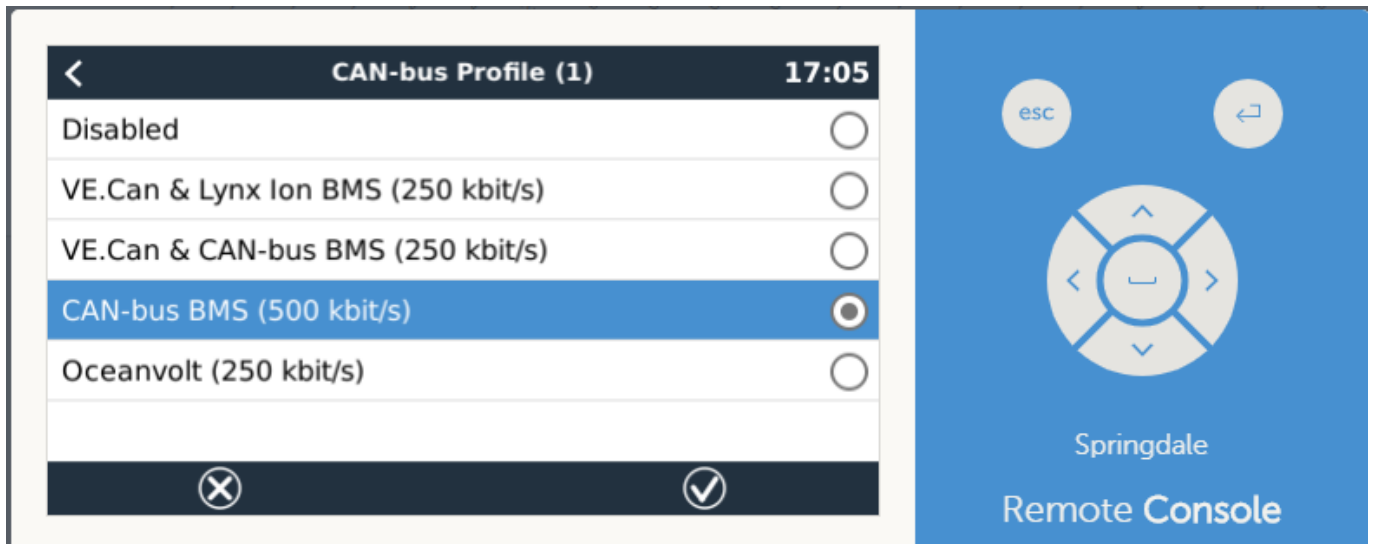 CAN-bus Profile (1) 17:05
Disabled
VE.Can & Lynx Ion BMS (250 kbit/s)
VE.Can & CAN-bus BMS (250 kbit/s)
CAN-bus BMS (500 kbit/s)
Oceanvolt (250 kbit/s)
esc
Springdale
Remote Console